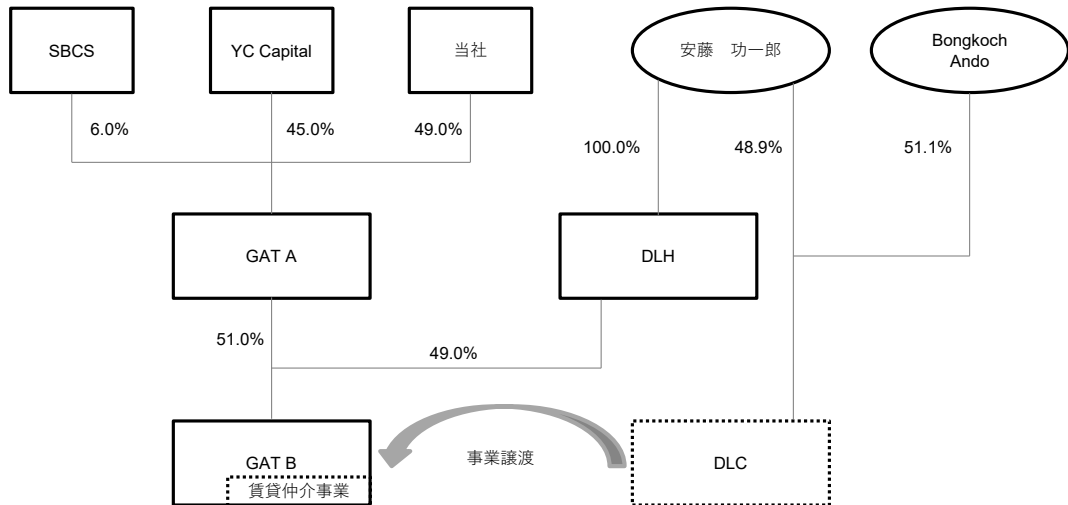 SBCS
YC Capital
当社
安藤　功一郎
Bongkoch
Ando
6.0%
45.0%
49.0%
100.0%
48.9%
51.1%
GAT A
DLH
51.0%
49.0%
GAT B
賃貸仲介事業
事業譲渡
DLC